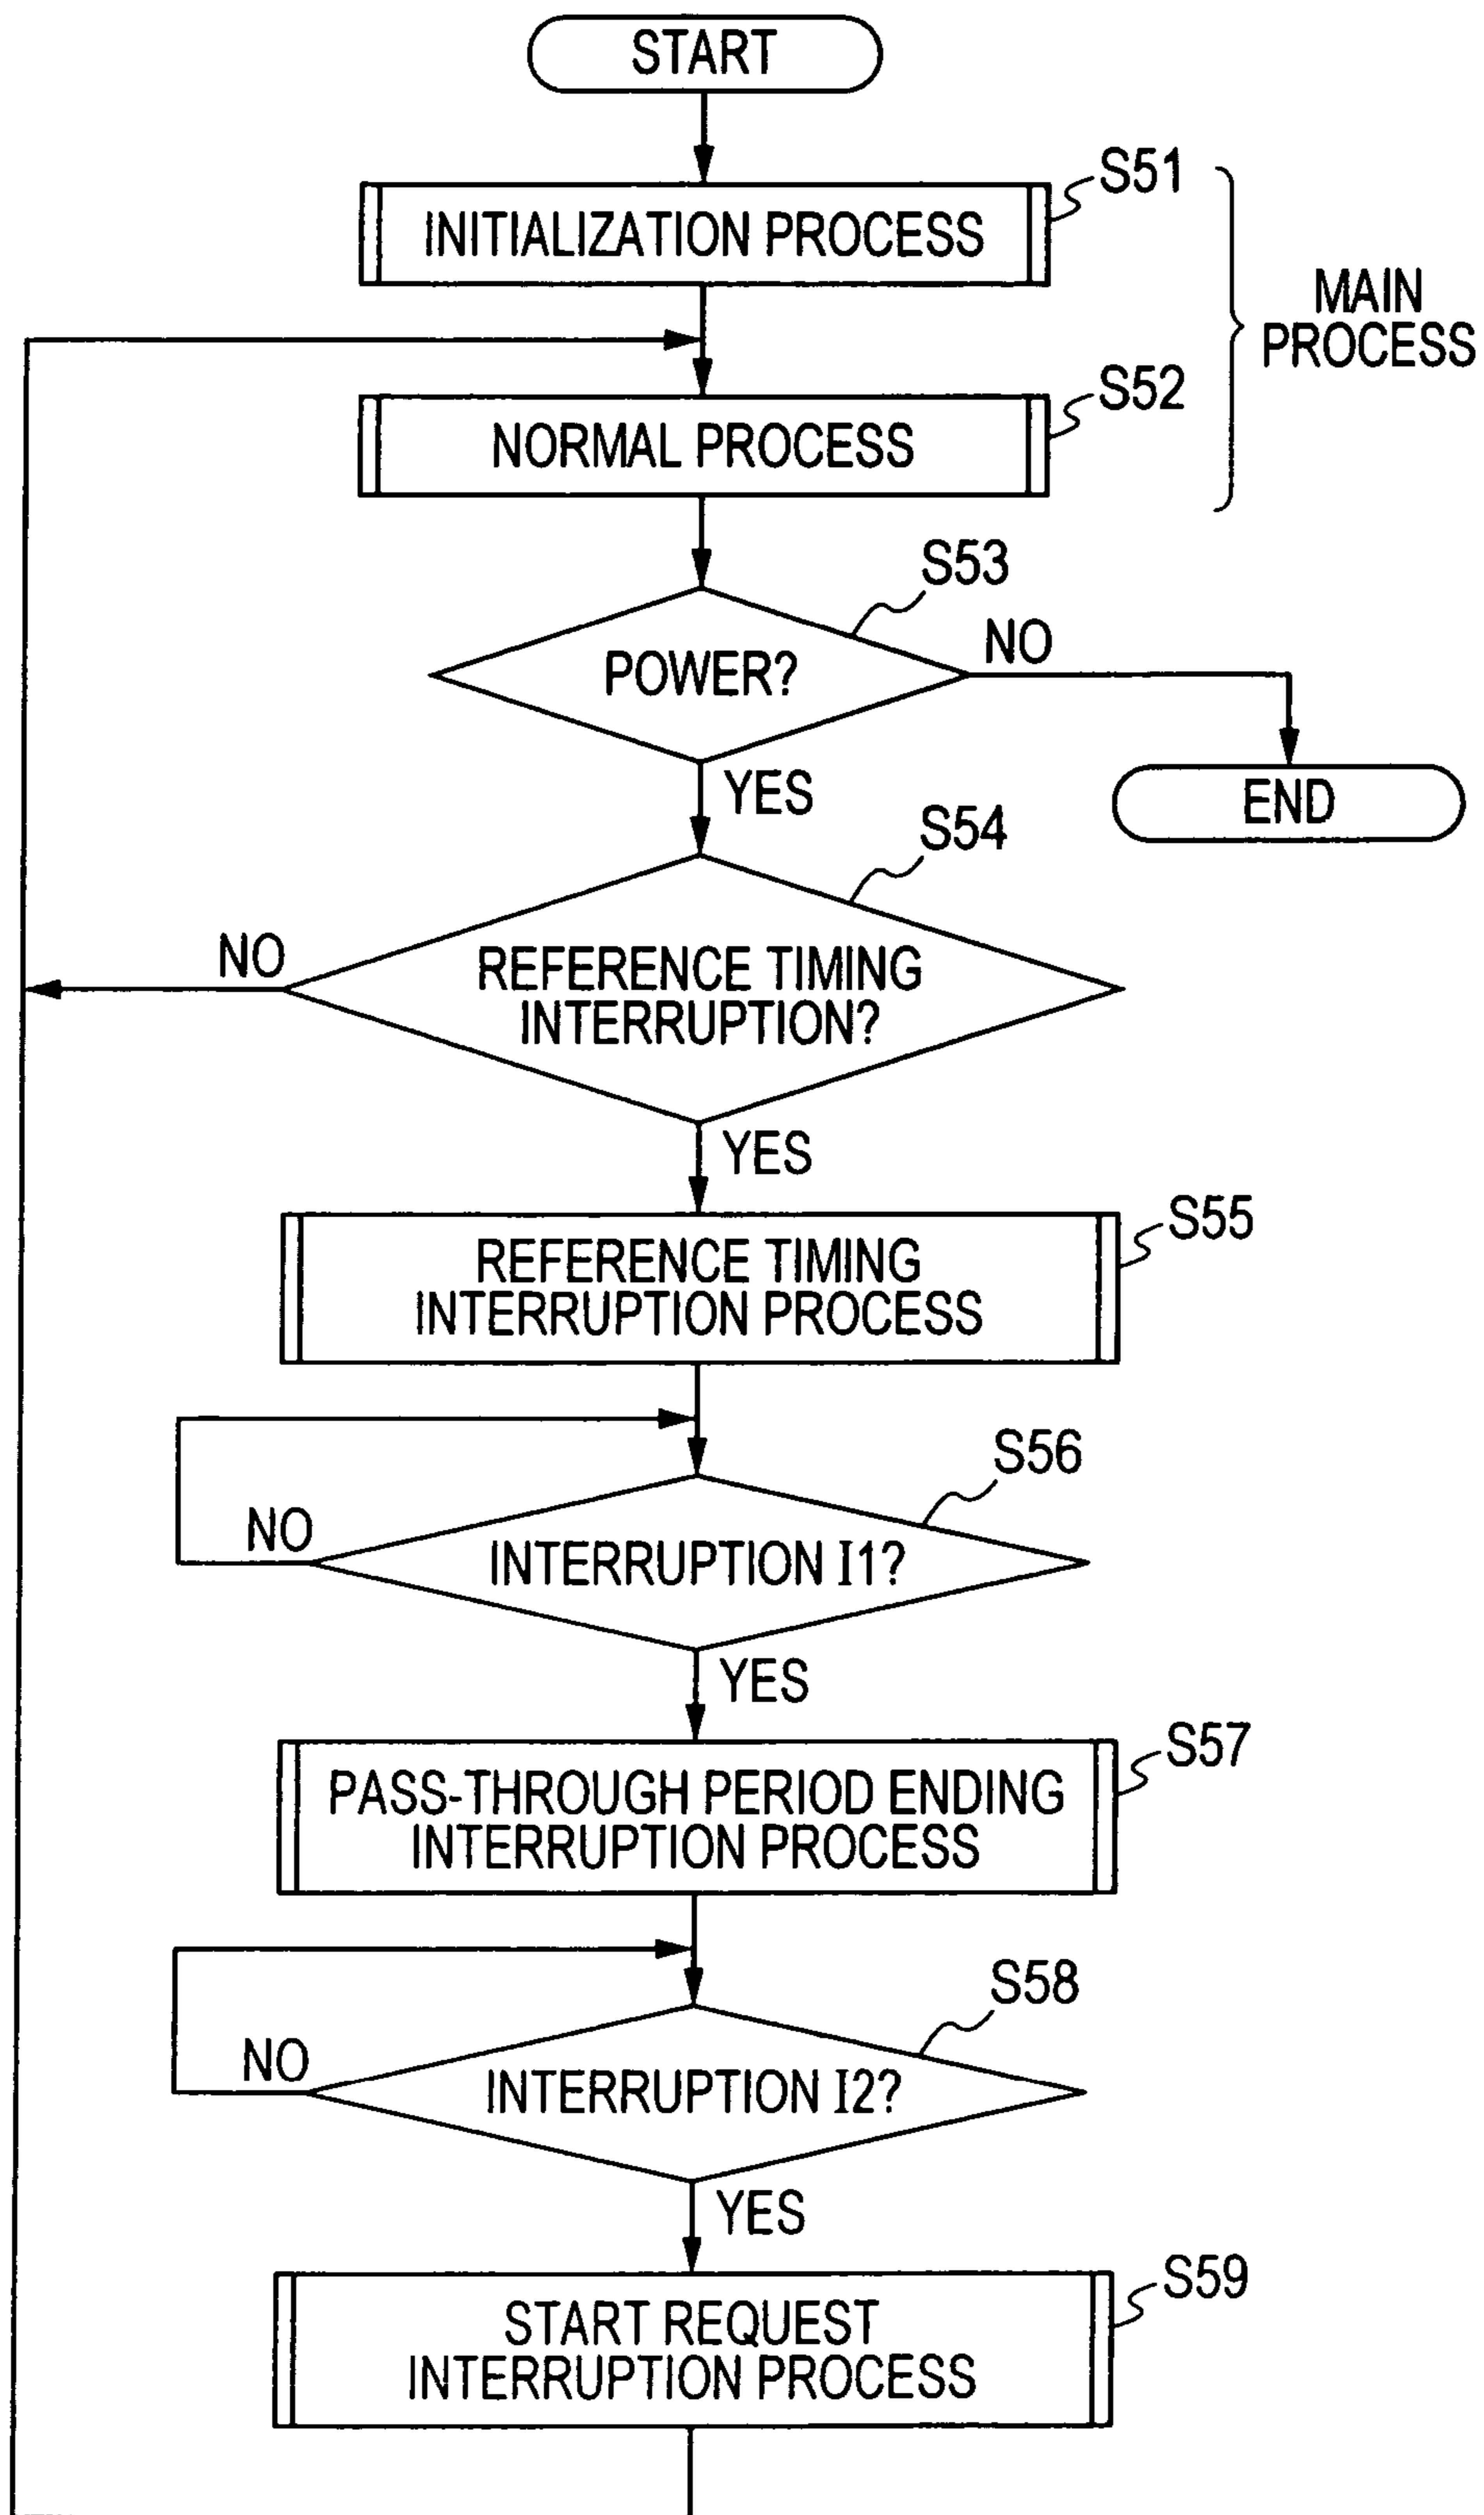 START
S51
INITIALIZATION PROCESS
MAIN
PROCESS
S52
NORMAL PROCESS
S53
POWER?
NO
YES
END
S54
REFERENCE TIMING
INTERRUPTION?
NO
YES
S55
REFERENCE TIMING
INTERRUPTION PROCESS
S56
INTERRUPTION I1?
NO
YES
S57
PASS-THROUGH PERIOD ENDING
INTERRUPTION PROCESS
S58
INTERRUPTION I2?
NO
YES
S59
START REQUEST
INTERRUPTION PROCESS